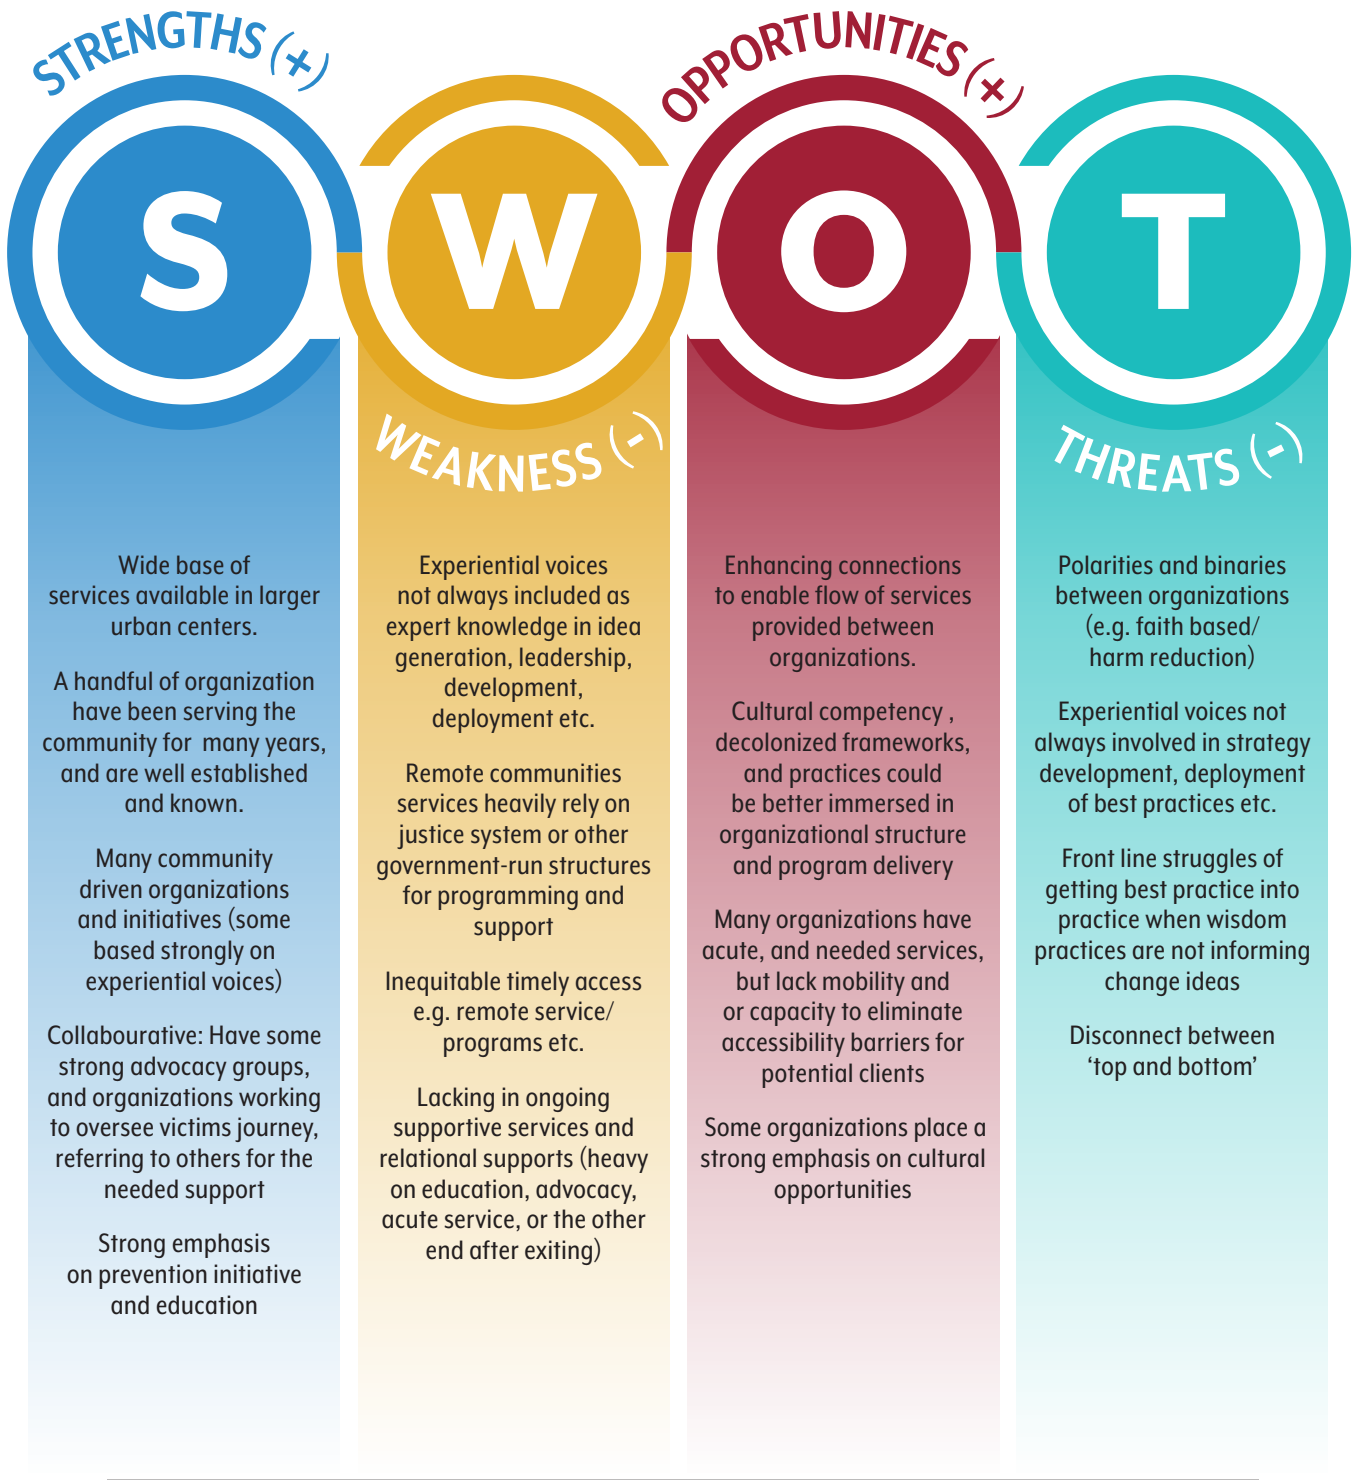 STRENGTHS (+)
S
Wide base of
services available in larger
urban centers.
A handful of organization
have been serving the
community for many years,
and are well established
and known.
Many community
driven organizations
and initiatives (some
based strongly on
experiential voices)
Collabourative: Have some
strong advocacy groups,
and organizations working
to oversee victims journey,
referring to others for the
needed support
Strong emphasis
on prevention initiative
and education
W
WEAKNESS (-)
Experiential voices
not always included as
expert knowledge in idea
generation, leadership,
development,
deployment etc.
Remote communities
services heavily rely on
justice system or other
government-run structures
for programming and
support
Inequitable timely access
e.g. remote service/
programs etc.
Lacking in ongoing
supportive services and
relational supports (heavy
on education, advocacy,
acute service, or the other
end after exiting)
OPPORTUNITIES (+)
O
Enhancing connections
to enable flow of services
provided between
organizations.
Cultural competency ,
decolonized frameworks,
and practices could
be better immersed in
organizational structure
and program delivery
Many organizations have
acute, and needed services,
but lack mobility and
or capacity to eliminate
accessibility barriers for
potential clients
Some organizations place a
strong emphasis on cultural
opportunities
T
THREATS (-)
Polarities and binaries
between organizations
(e.g. faith based/
harm reduction)
Experiential voices not
always involved in strategy
development, deployment
of best practices etc.
Front line struggles of
getting best practice into
practice when wisdom
practices are not informing
change ideas
Disconnect between
‘top and bottom’